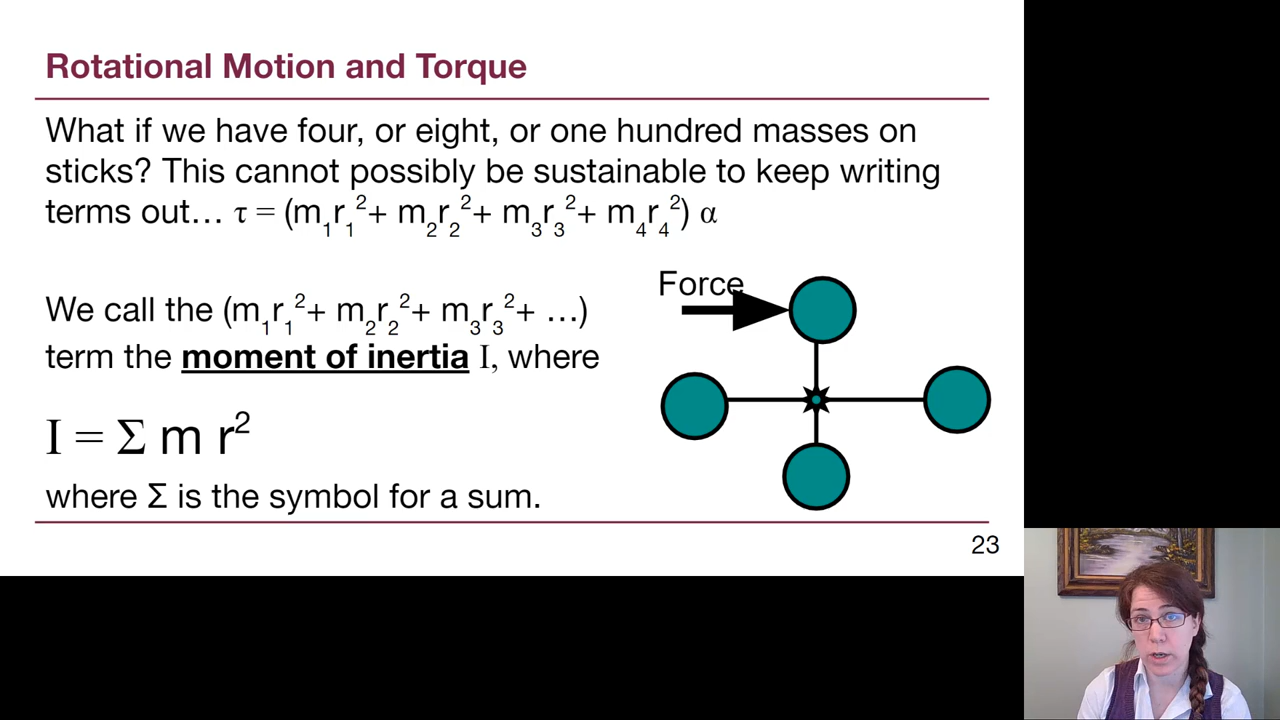 Rotational Motion and Torque
What if we have four, or eight, or one hundred masses on
sticks? This cannot possibly be sustainable to keep writing
terms out… τ = (m₁r₁²+ m₂r₂²+ m₃r₃²+ m₄r₄²) α
Force
We call the (m₁r₁²+ m₂r₂²+ m₃r₃²+ …)
term the moment of inertia I, where
I = Σ m r²
where Σ is the symbol for a sum.
23